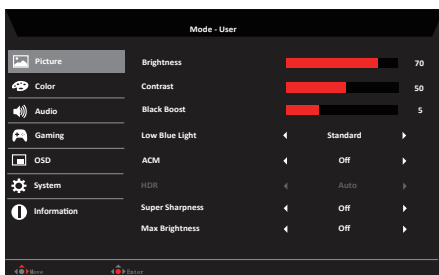 Mode - User
Picture
Brightness 70
Color
Contrast 50
Audio
Black Boost 5
Gaming
Low Blue Light Standard
OSD
ACM Off
System
HDR Auto
Information
Super Sharpness Off
Max Brightness Off
Move Enter